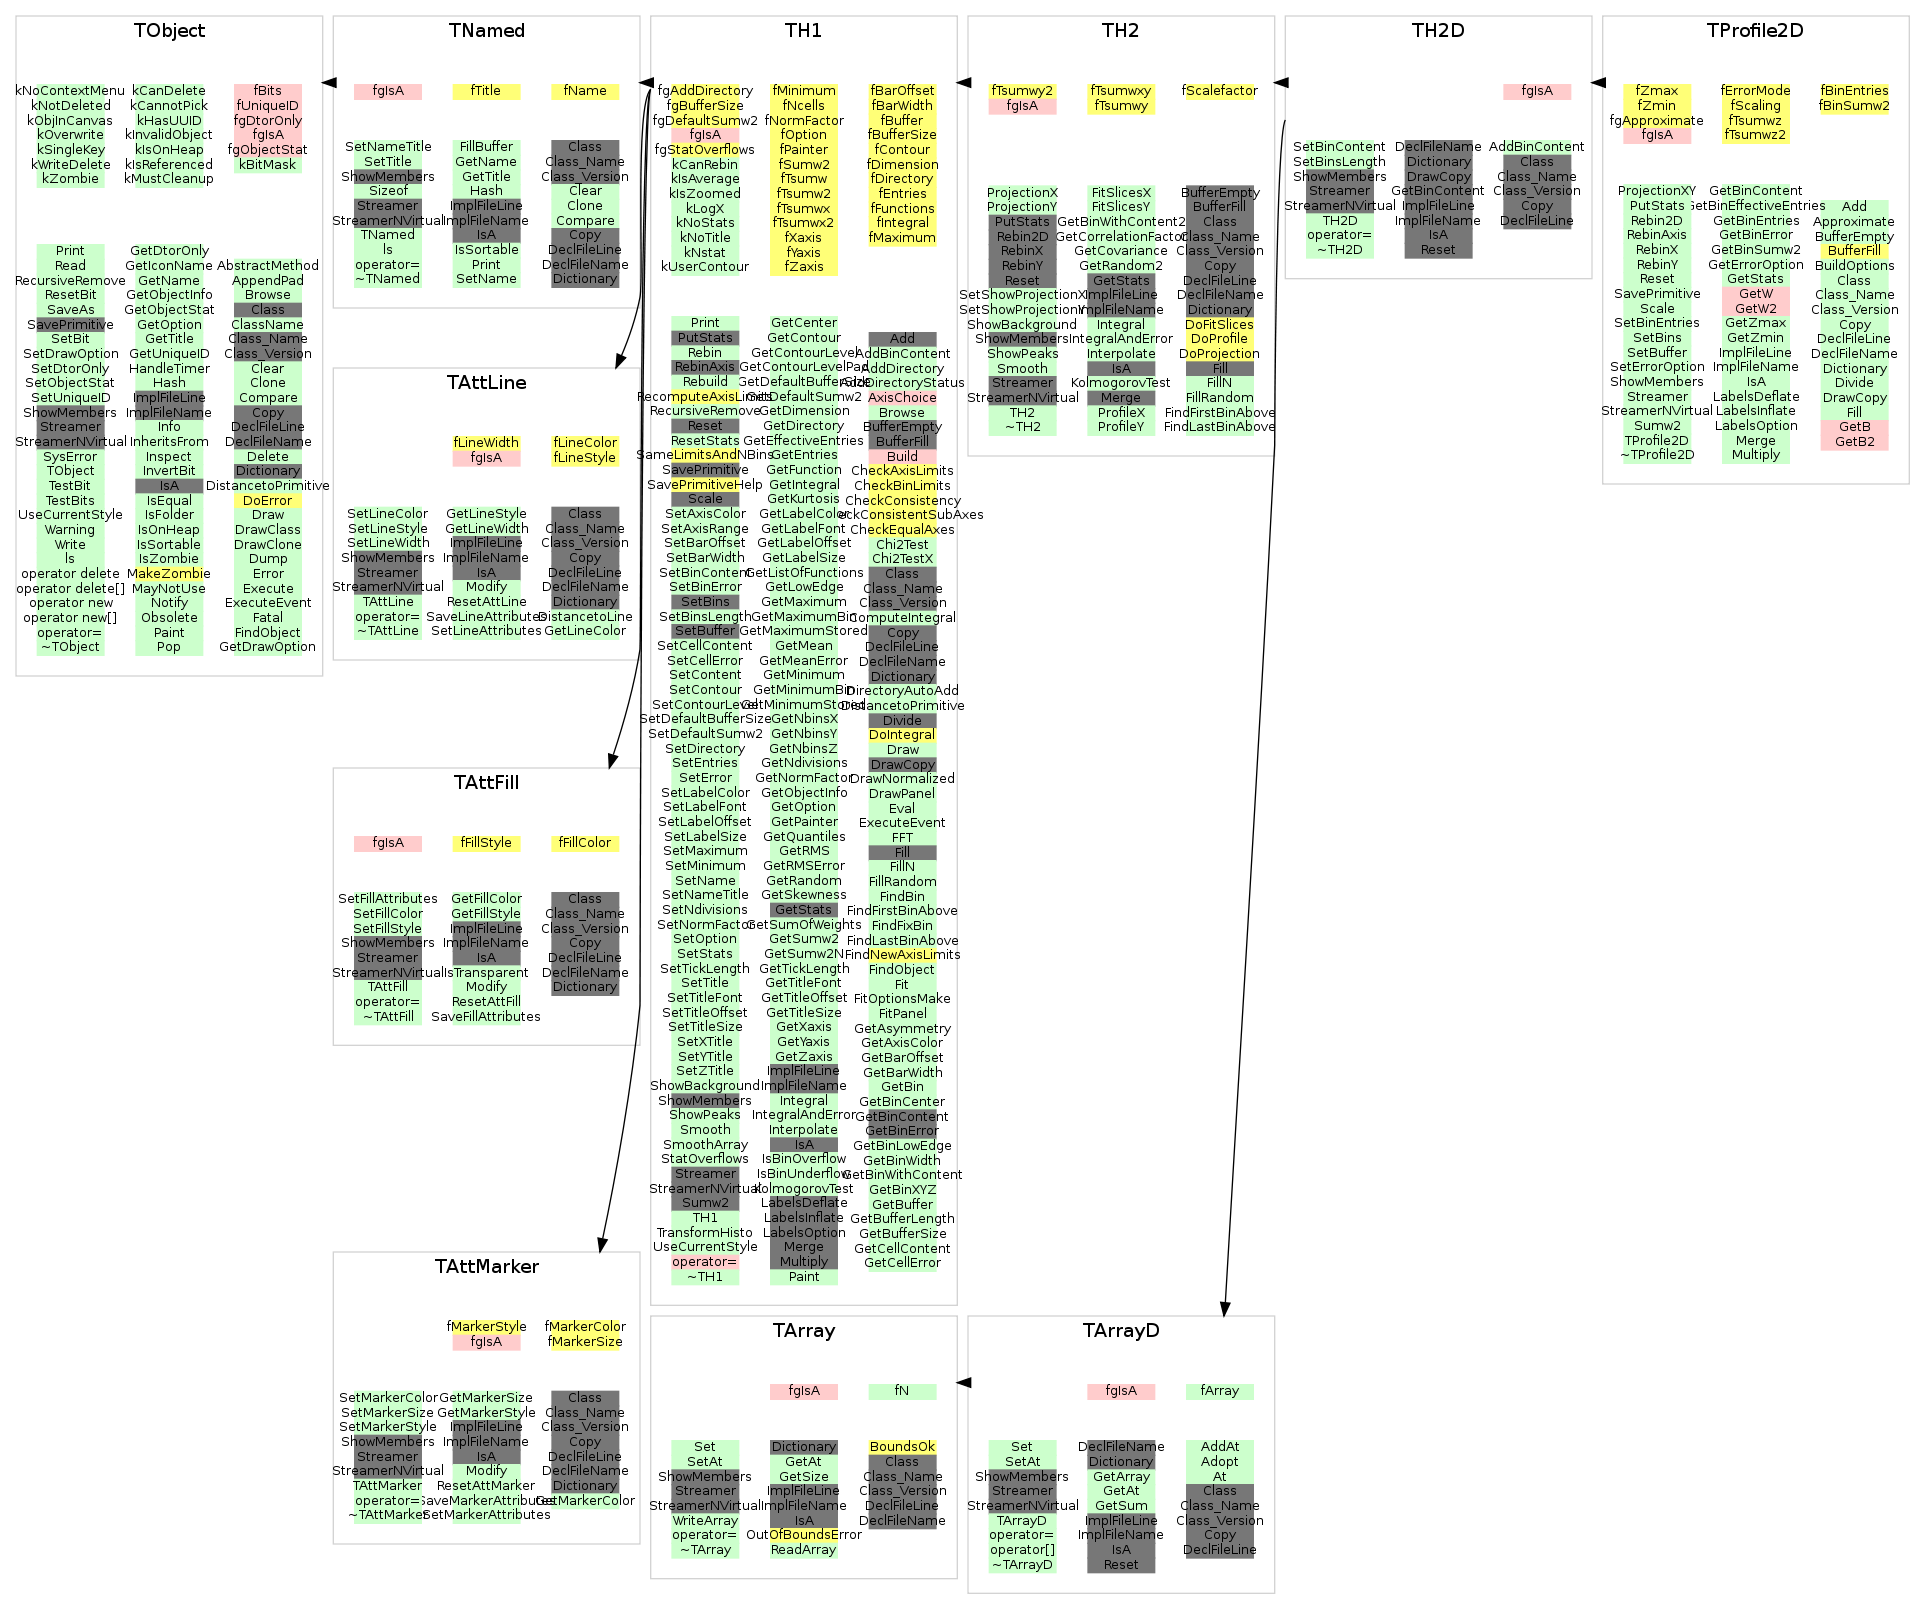 TObject
kNoContextMenu kCanDelete fBits
kNotDeleted kCannotPick fUniqueID
kObjInCanvas kHasUUID fgDtorOnly
kOverwrite kInvalidObject fgIsA
kSingleKey kIsOnHeap fgObjectStat
kWriteDelete kIsReferenced kBitMask
kZombie kMustCleanup
Print GetDtorOnly
Read GetIconName AbstractMethod
RecursiveRemove GetName AppendPad
ResetBit GetObjectInfo Browse
SaveAs GetObjectStat Class
SavePrimitive GetOption ClassName
SetBit GetTitle Class_Name
SetDrawOption GetUniqueID Class_Version
SetDtorOnly HandleTimer Clear
SetObjectStat Hash Clone
SetUniqueID ImplFileLine Compare
ShowMembers ImplFileName Copy
Streamer Info DeclFileLine
StreamerNVirtual InheritsFrom DeclFileName
SysError Inspect Delete
TObject InvertBit Dictionary
TestBit IsA DistancetoPrimitive
TestBits IsEqual DoError
UseCurrentStyle IsFolder Draw
Warning IsOnHeap DrawClass
Write IsSortable DrawClone
ls IsZombie Dump
operator delete MakeZombie Error
operator delete[] MayNotUse Execute
operator new Notify ExecuteEvent
operator new[] Obsolete Fatal
operator= Paint FindObject
~TObject Pop GetDrawOption
TNamed
fgIsA fTitle fName
SetNameTitle FillBuffer Class
SetTitle GetName Class_Name
ShowMembers GetTitle Class_Version
Sizeof Hash Clear
Streamer ImplFileLine Clone
StreamerNVirtual ImplFileName Compare
TNamed IsA Copy
ls IsSortable DeclFileLine
operator= Print DeclFileName
~TNamed SetName Dictionary
TAttLine
fLineWidth fLineColor
fgIsA fLineStyle
SetLineColor GetLineStyle Class
SetLineStyle GetLineWidth Class_Name
SetLineWidth ImplFileLine Class_Version
ShowMembers ImplFileName Copy
Streamer IsA DeclFileLine
StreamerNVirtual Modify DeclFileName
TAttLine ResetAttLine Dictionary
operator= SaveLineAttributes DistancetoLine
~TAttLine SetLineAttributes GetLineColor
TAttFill
fgIsA fFillStyle fFillColor
SetFillAttributes GetFillColor Class
SetFillColor GetFillStyle Class_Name
SetFillStyle ImplFileLine Class_Version
ShowMembers ImplFileName Copy
Streamer IsA DeclFileLine
StreamerNVirtual IsTransparent DeclFileName
TAttFill Modify Dictionary
operator= ResetAttFill
~TAttFill SaveFillAttributes
TAttMarker
fMarkerStyle fMarkerColor
fgIsA fMarkerSize
SetMarkerColor GetMarkerSize Class
SetMarkerSize GetMarkerStyle Class_Name
SetMarkerStyle ImplFileLine Class_Version
ShowMembers ImplFileName Copy
Streamer IsA DeclFileLine
StreamerNVirtual Modify DeclFileName
TAttMarker ResetAttMarker Dictionary
operator= SaveMarkerAttributes GetMarkerColor
~TAttMarker SetMarkerAttributes
TH1
fgAddDirectory fMinimum fBarOffset
fgBufferSize fNcells fBarWidth
fgDefaultSumw2 fNormFactor fBuffer
fgIsA fOption fBufferSize
fgStatOverflows fPainter fContour
kCanRebin fSumw2 fDimension
kIsAverage fTsumw fDirectory
kIsZoomed fTsumw2 fEntries
kLogX fTsumwx fFunctions
kNoStats fTsumwx2 fIntegral
kNoTitle fXaxis fMaximum
kNstat fYaxis
kUserContour fZaxis
Print GetCenter
PutStats GetContour Add
Rebin GetContourLevel AddBinContent
RebinAxis GetContourLevelPad AddDirectory
Rebuild GetDefaultBufferSize AddDirectoryStatus
RecomputeAxisLimits GetDefaultSumw2 AxisChoice
RecursiveRemove GetDimension Browse
Reset GetDirectory BufferEmpty
ResetStats GetEffectiveEntries BufferFill
SameLimitsAndNBins GetEntries Build
SavePrimitive GetFunction CheckAxisLimits
SavePrimitiveHelp GetIntegral CheckBinLimits
Scale GetKurtosis CheckConsistency
SetAxisColor GetLabelColor eckConsistentSubAxes
SetAxisRange GetLabelFont CheckEqualAxes
SetBarOffset GetLabelOffset Chi2Test
SetBarWidth GetLabelSize Chi2TestX
SetBinContent GetListOfFunctions Class
SetBinError GetLowEdge Class_Name
SetBins GetMaximum Class_Version
SetBinsLength GetMaximumBin ComputeIntegral
SetBuffer GetMaximumStored Copy
SetCellContent GetMean DeclFileLine
SetCellError GetMeanError DeclFileName
SetContent GetMinimum Dictionary
SetContour GetMinimumBin DirectoryAutoAdd
SetContourLevel GetMinimumStored DistancetoPrimitive
SetDefaultBufferSize GetNbinsX Divide
SetDefaultSumw2 GetNbinsY DoIntegral
SetDirectory GetNbinsZ Draw
SetEntries GetNdivisions DrawCopy
SetError GetNormFactor DrawNormalized
SetLabelColor GetObjectInfo DrawPanel
SetLabelFont GetOption Eval
SetLabelOffset GetPainter ExecuteEvent
SetLabelSize GetQuantiles FFT
SetMaximum GetRMS Fill
SetMinimum GetRMSError FillN
SetName GetRandom FillRandom
SetNameTitle GetSkewness FindBin
SetNdivisions GetStats FindFirstBinAbove
SetNormFactor GetSumOfWeights FindFixBin
SetOption GetSumw2 FindLastBinAbove
SetStats GetSumw2N FindNewAxisLimits
SetTickLength GetTickLength FindObject
SetTitle GetTitleFont Fit
SetTitleFont GetTitleOffset FitOptionsMake
SetTitleOffset GetTitleSize FitPanel
SetTitleSize GetXaxis GetAsymmetry
SetXTitle GetYaxis GetAxisColor
SetYTitle GetZaxis GetBarOffset
SetZTitle ImplFileLine GetBarWidth
ShowBackground ImplFileName GetBin
ShowMembers Integral GetBinCenter
ShowPeaks IntegralAndError GetBinContent
Smooth Interpolate GetBinError
SmoothArray IsA GetBinLowEdge
StatOverflows IsBinOverflow GetBinWidth
Streamer IsBinUnderflow GetBinWithContent
StreamerNVirtual KolmogorovTest GetBinXYZ
Sumw2 LabelsDeflate GetBuffer
TH1 LabelsInflate GetBufferLength
TransformHisto LabelsOption GetBufferSize
UseCurrentStyle Merge GetCellContent
operator= Multiply GetCellError
~TH1 Paint
TArray
fgIsA fN
Set Dictionary BoundsOk
SetAt GetAt Class
ShowMembers GetSize Class_Name
Streamer ImplFileLine Class_Version
StreamerNVirtual ImplFileName DeclFileLine
WriteArray IsA DeclFileName
operator= OutOfBoundsError
~TArray ReadArray
TH2
fTsumwy2 fTsumwxy fScalefactor
fgIsA fTsumwy
ProjectionX FitSlicesX BufferEmpty
ProjectionY FitSlicesY BufferFill
PutStats GetBinWithContent2 Class
Rebin2D GetCorrelationFactor Class_Name
RebinX GetCovariance Class_Version
RebinY GetRandom2 Copy
Reset GetStats DeclFileLine
SetShowProjectionX ImplFileLine DeclFileName
SetShowProjectionY ImplFileName Dictionary
ShowBackground Integral DoFitSlices
ShowMembers IntegralAndError DoProfile
ShowPeaks Interpolate DoProjection
Smooth IsA Fill
Streamer KolmogorovTest FillN
StreamerNVirtual Merge FillRandom
TH2 ProfileX FindFirstBinAbove
~TH2 ProfileY FindLastBinAbove
TArrayD
fgIsA fArray
Set DeclFileName AddAt
SetAt Dictionary Adopt
ShowMembers GetArray At
Streamer GetAt Class
StreamerNVirtual GetSum Class_Name
TArrayD ImplFileLine Class_Version
operator= ImplFileName Copy
operator[] IsA DeclFileLine
~TArrayD Reset
TH2D
fgIsA
SetBinContent DeclFileName AddBinContent
SetBinsLength Dictionary Class
ShowMembers DrawCopy Class_Name
Streamer GetBinContent Class_Version
StreamerNVirtual ImplFileLine Copy
TH2D ImplFileName DeclFileLine
operator= IsA
~TH2D Reset
TProfile2D
fZmax fErrorMode fBinEntries
fZmin fScaling fBinSumw2
fgApproximate fTsumwz
fgIsA fTsumwz2
ProjectionXY GetBinContent
PutStats GetBinEffectiveEntries Add
Rebin2D GetBinEntries Approximate
RebinAxis GetBinError BufferEmpty
RebinX GetBinSumw2 BufferFill
RebinY GetErrorOption BuildOptions
Reset GetStats Class
SavePrimitive GetW Class_Name
Scale GetW2 Class_Version
SetBinEntries GetZmax Copy
SetBins GetZmin DeclFileLine
SetBuffer ImplFileLine DeclFileName
SetErrorOption ImplFileName Dictionary
ShowMembers IsA Divide
Streamer LabelsDeflate DrawCopy
StreamerNVirtual LabelsInflate Fill
Sumw2 LabelsOption GetB
TProfile2D Merge GetB2
~TProfile2D Multiply